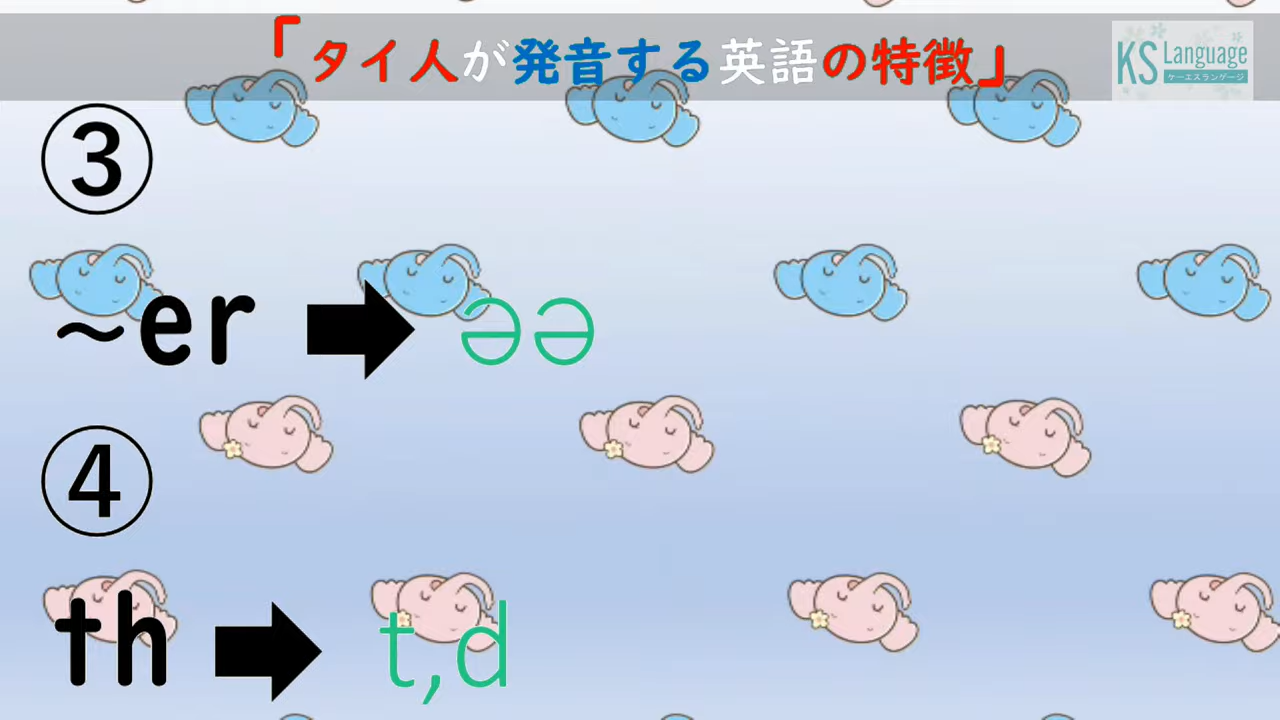 「タイ人が発音する英語の特徴」
KS Language
ケーエスランゲージ
③
~er ➡ əə
④
th ➡ t,d